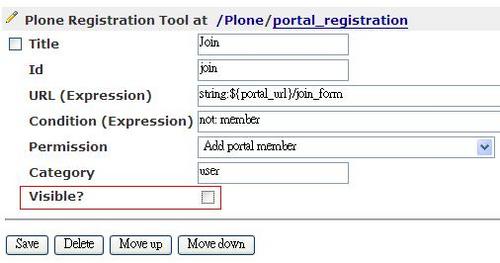 Plone Registration Tool at /Plone/portal_registration
Title Join
Id join
URL (Expression) string:${portal_url}/join_form
Condition (Expression) not: member
Permission Add portal member
Category user
Visible?
Save Delete Move up Move down